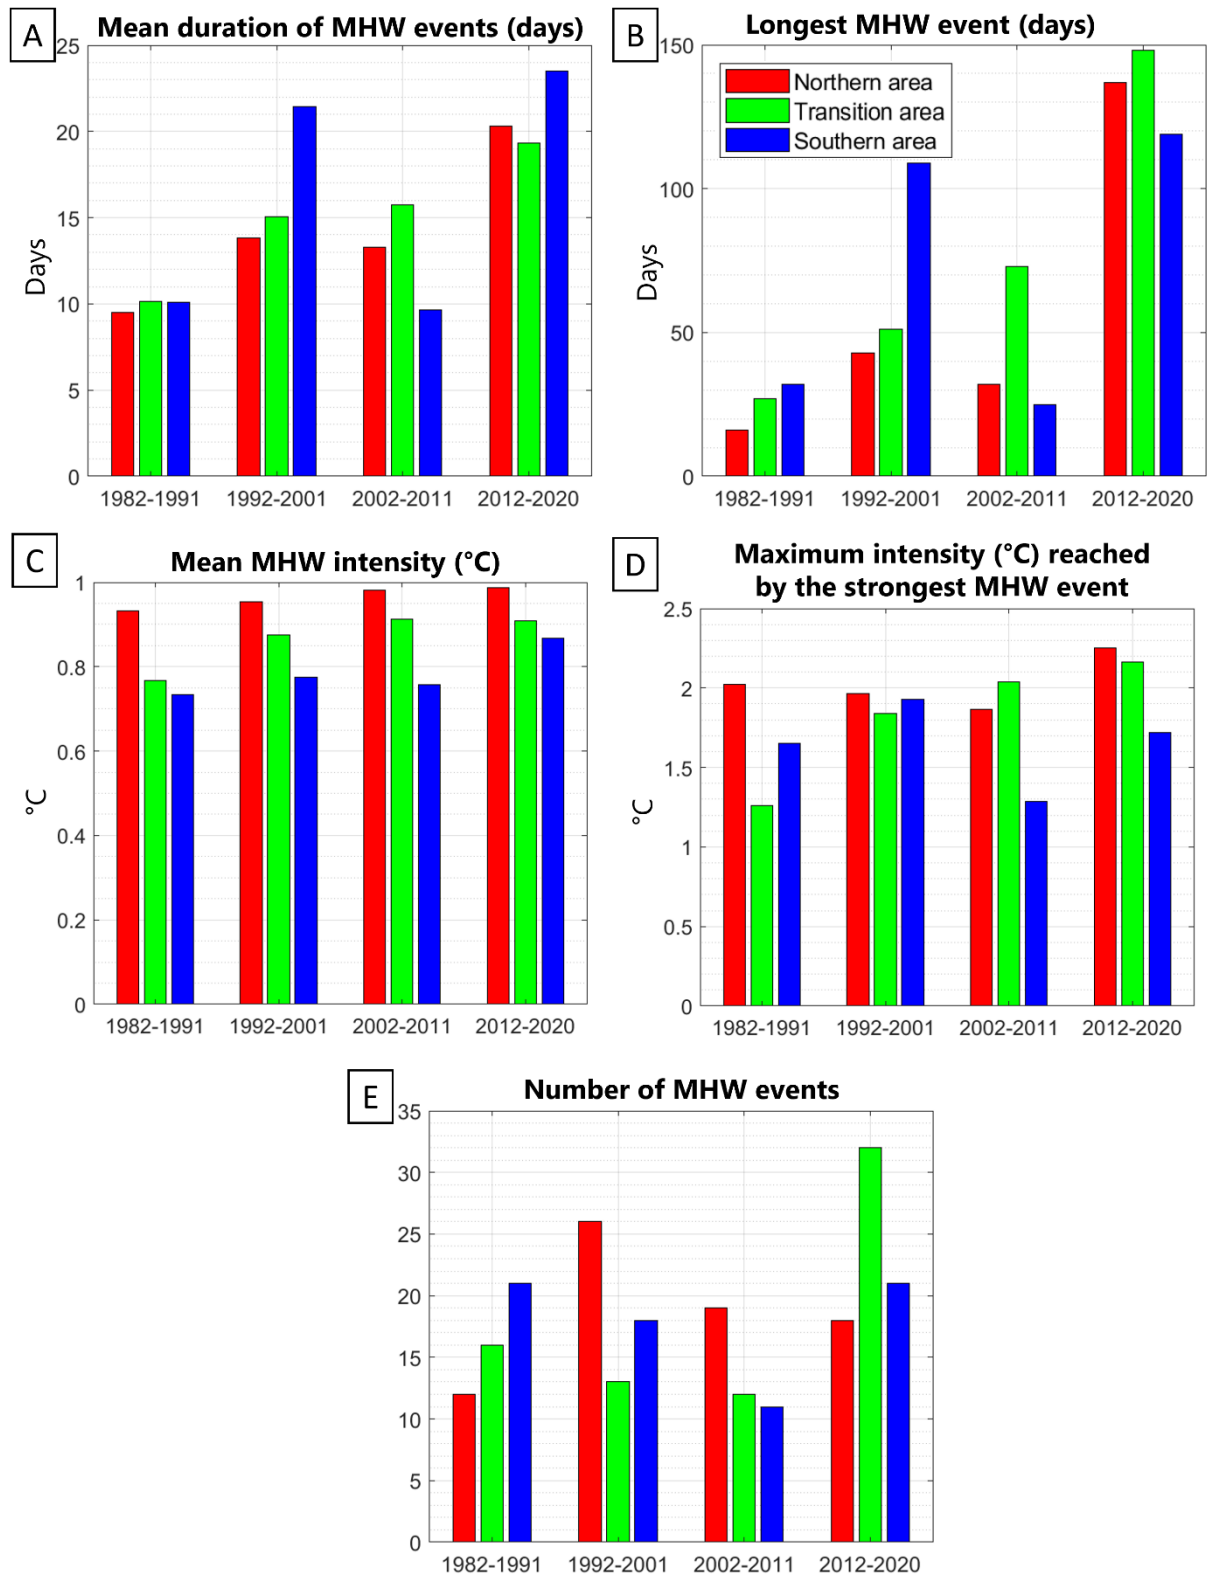 A
Mean duration of MHW events (days)
25
20
15
10
5
0
Days
1982-1991
1992-2001
2002-2011
2012-2020
B
Longest MHW event (days)
150
100
50
0
Days
Northern area
Transition area
Southern area
1982-1991
1992-2001
2002-2011
2012-2020
C
Mean MHW intensity (°C)
1
0.8
0.6
0.4
0.2
0
°C
1982-1991
1992-2001
2002-2011
2012-2020
D
Maximum intensity (°C) reached
by the strongest MHW event
2.5
2
1.5
1
0.5
0
°C
1982-1991
1992-2001
2002-2011
2012-2020
E
Number of MHW events
35
30
25
20
15
10
5
0
1982-1991
1992-2001
2002-2011
2012-2020